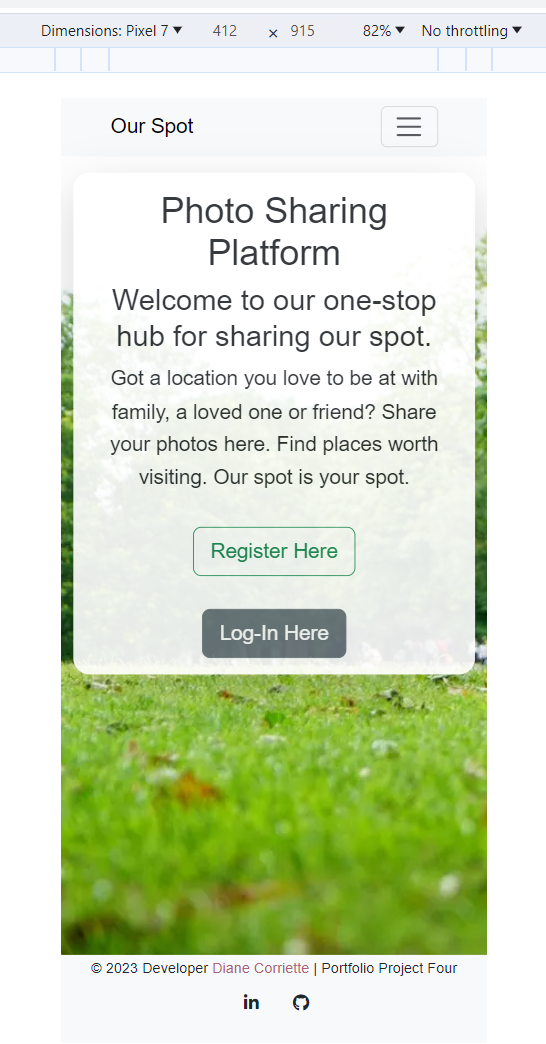 Dimensions: Pixel 7 412 × 915 82% No throttling
Our Spot
Photo Sharing
Platform
Welcome to our one-stop
hub for sharing our spot.
Got a location you love to be at with
family, a loved one or friend? Share
your photos here. Find places worth
visiting. Our spot is your spot.
Register Here
Log-In Here
© 2023 Developer Diane Corriette | Portfolio Project Four
in